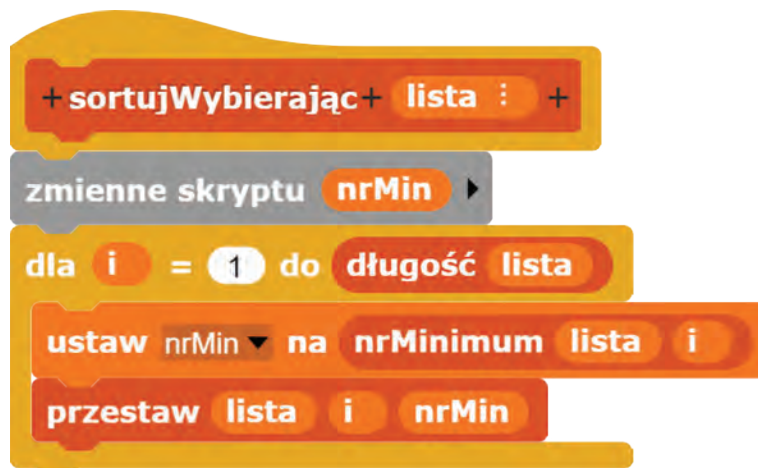 + sortujWybierając + lista ⋮ +
zmienne skryptu nrMin
dla i = 1 do długość lista
ustaw nrMin na nrMinimum lista i
przestaw lista i nrMin